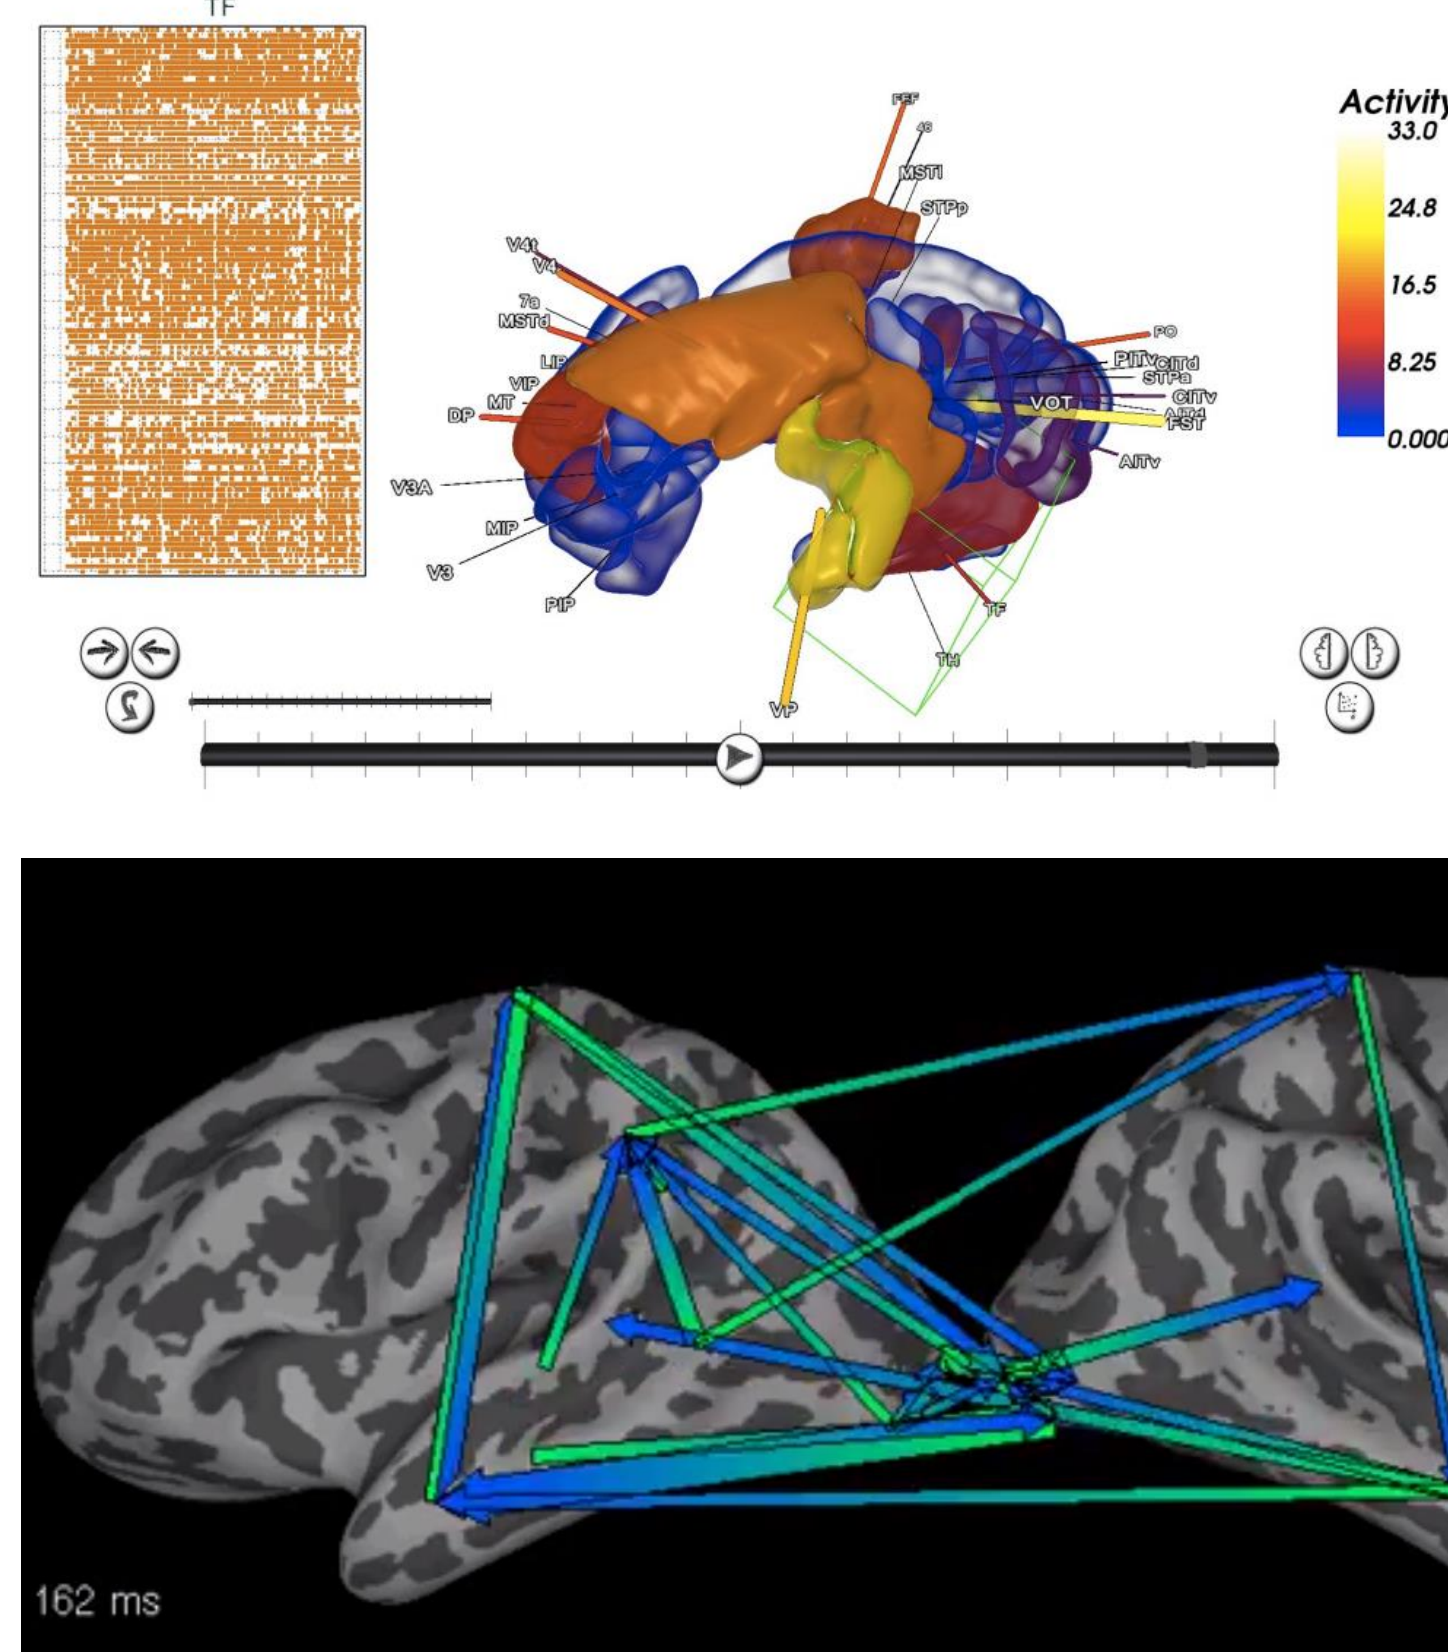 TF
Activity
33.0
24.8
16.5
8.25
0.000
FEF
46
MSTl
STPp
V4t
V4
7a
MSTd
LIP
VIP
MT
DP
V3A
MIP
V3
PIP
PO
PITv
CITd
STPa
CITv
VOT
AITd
FST
AITv
TF
TH
VP
162 ms